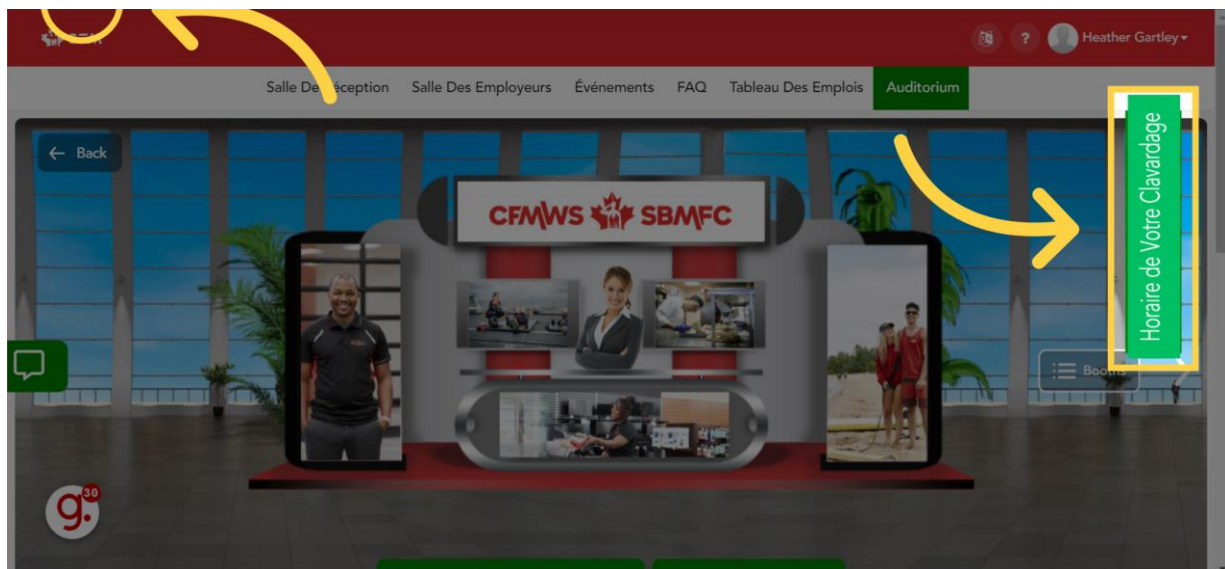 ? Heather Gartley
Salle De Réception Salle Des Employeurs Événements FAQ Tableau Des Emplois Auditorium
← Back
CFMWS SBMFC
Horaire de Votre Clavardage
Booths
g.
30